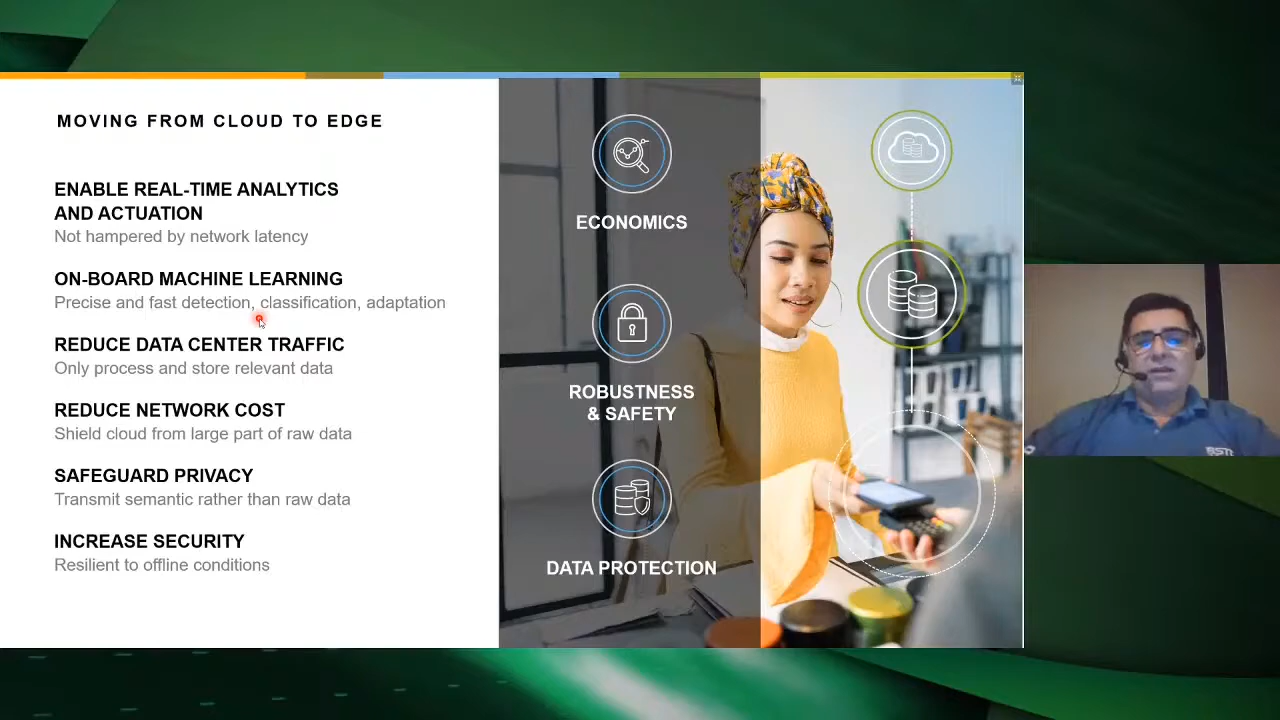 MOVING FROM CLOUD TO EDGE
ENABLE REAL-TIME ANALYTICS
AND ACTUATION
Not hampered by network latency
ON-BOARD MACHINE LEARNING
Precise and fast detection, classification, adaptation
REDUCE DATA CENTER TRAFFIC
Only process and store relevant data
REDUCE NETWORK COST
Shield cloud from large part of raw data
SAFEGUARD PRIVACY
Transmit semantic rather than raw data
INCREASE SECURITY
Resilient to offline conditions
ECONOMICS
ROBUSTNESS
& SAFETY
DATA PROTECTION